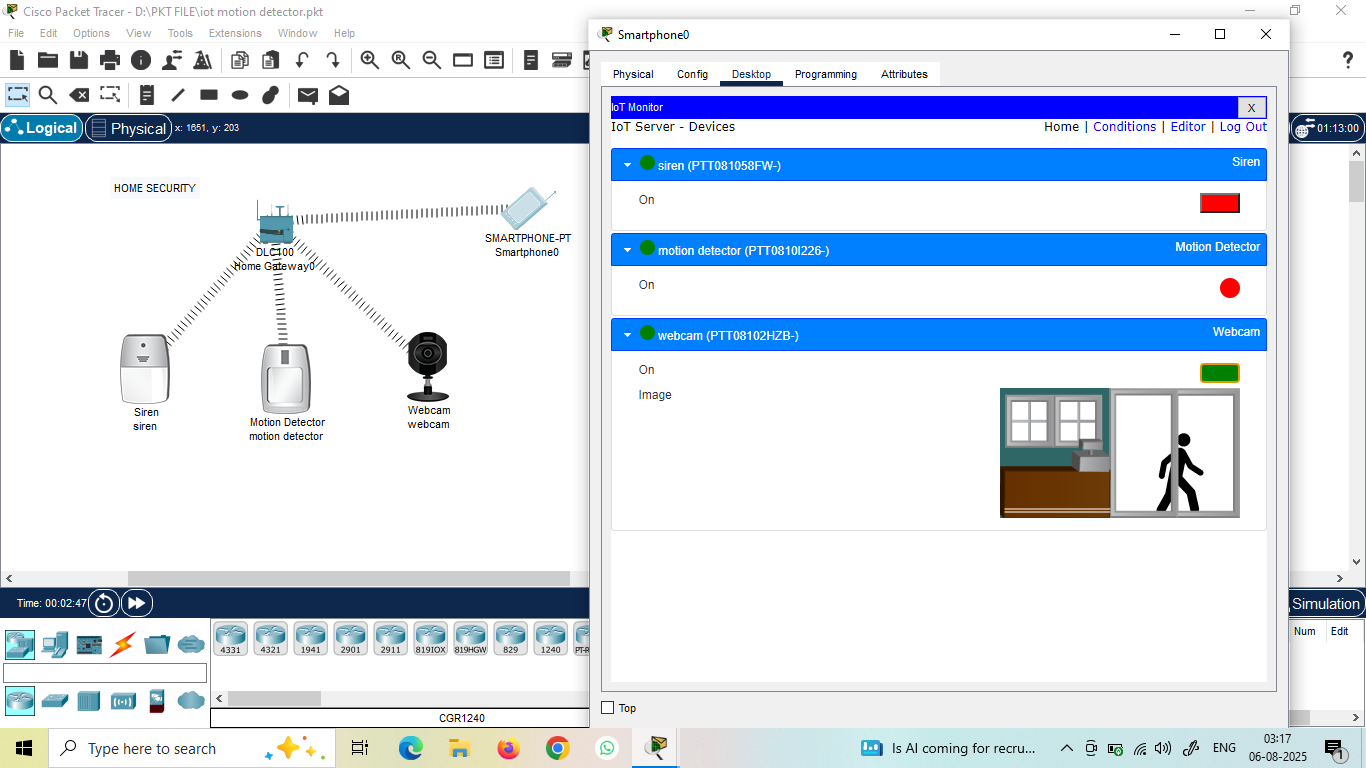 Cisco Packet Tracer - D:\PKT FILE\iot motion detector.pkt
File Edit Options View Tools Extensions Window Help
Logical Physical x: 1651, y: 203
01:13:00
HOME SECURITY
DLC100
Home Gateway0
SMARTPHONE-PT
Smartphone0
Siren
siren
Motion Detector
motion detector
Webcam
webcam
Time: 00:02:47
Simulation
4331 4321 1941 2901 2911 819IOX 819HGW 829 1240 PT-R
CGR1240
Num Edit
Smartphone0
Physical Config Desktop Programming Attributes
IoT Monitor X
IoT Server - Devices Home | Conditions | Editor | Log Out
siren (PTT081058FW-) Siren
On
motion detector (PTT0810I226-) Motion Detector
On
webcam (PTT08102HZB-) Webcam
On
Image
Top
Type here to search
Is AI coming for recru...
ENG
03:17
06-08-2025
1